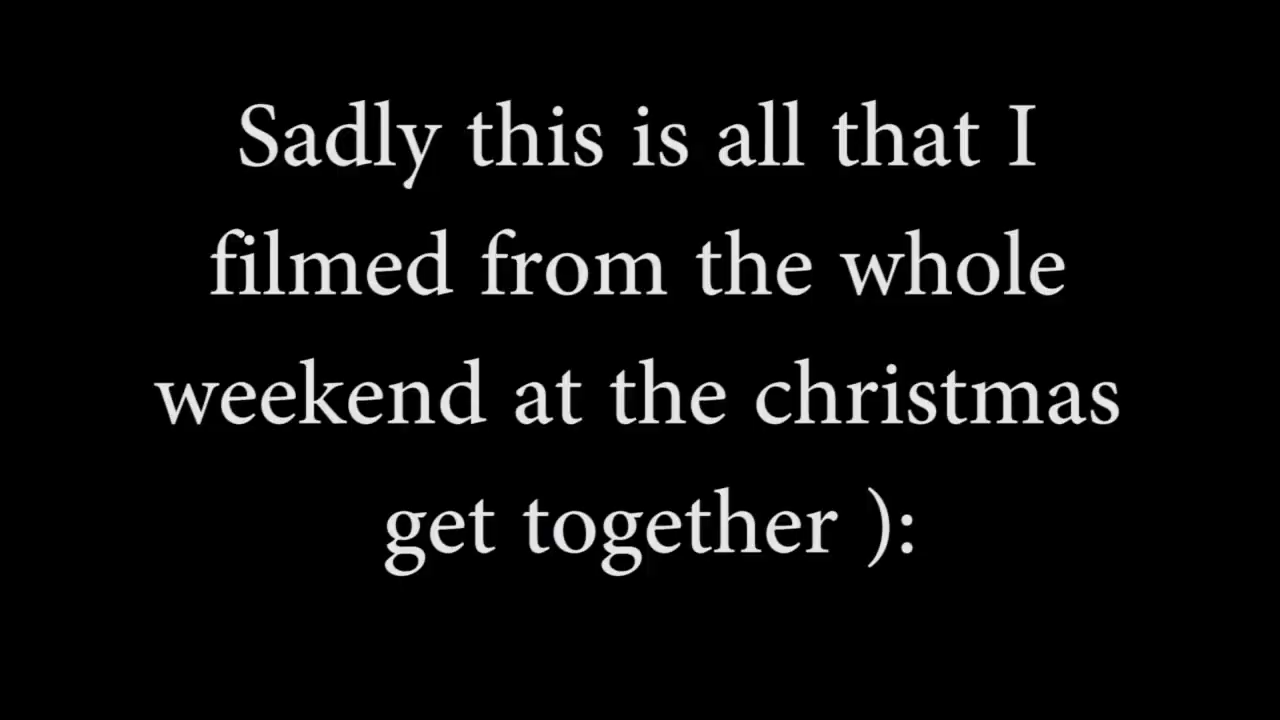 Sadly this is all that I
filmed from the whole
weekend at the christmas
get together ):